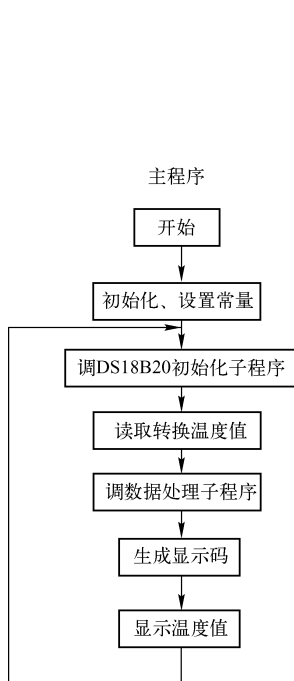 主程序
开始
初始化、设置常量
调DS18B20初始化子程序
读取转换温度值
调数据处理子程序
生成显示码
显示温度值